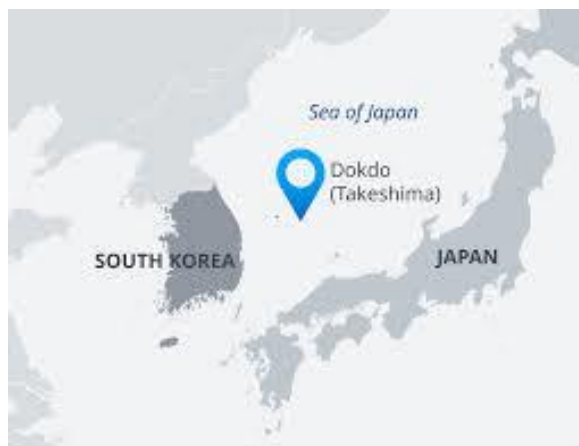 Sea of Japan
Dokdo
(Takeshima)
SOUTH KOREA
JAPAN